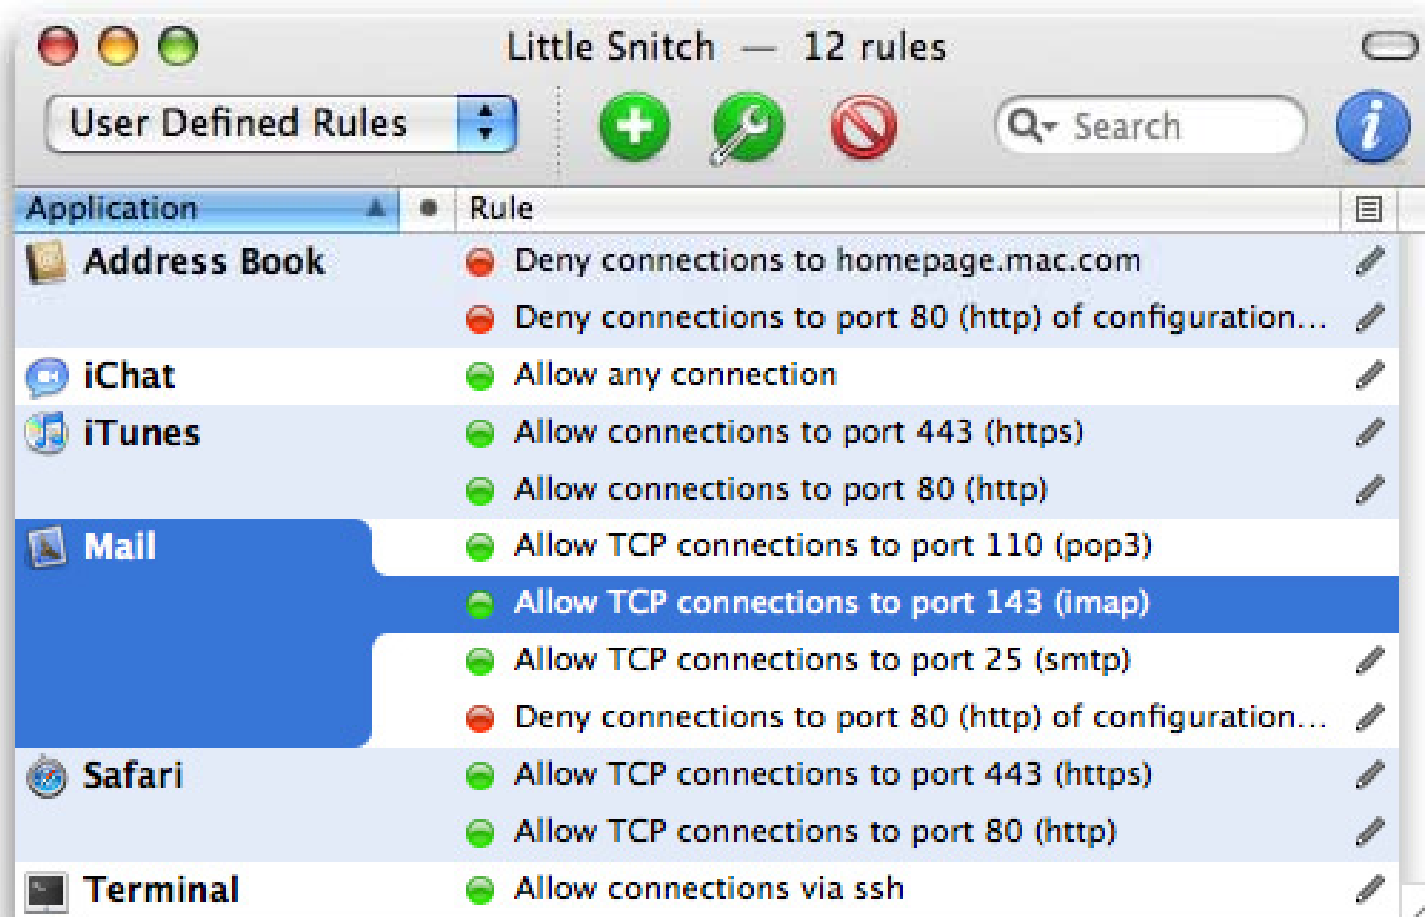 Little Snitch — 12 rules
User Defined Rules
Search
Application Rule
Address Book Deny connections to homepage.mac.com
Deny connections to port 80 (http) of configuration...
iChat Allow any connection
iTunes Allow connections to port 443 (https)
Allow connections to port 80 (http)
Mail Allow TCP connections to port 110 (pop3)
Allow TCP connections to port 143 (imap)
Allow TCP connections to port 25 (smtp)
Deny connections to port 80 (http) of configuration...
Safari Allow TCP connections to port 443 (https)
Allow TCP connections to port 80 (http)
Terminal Allow connections via ssh